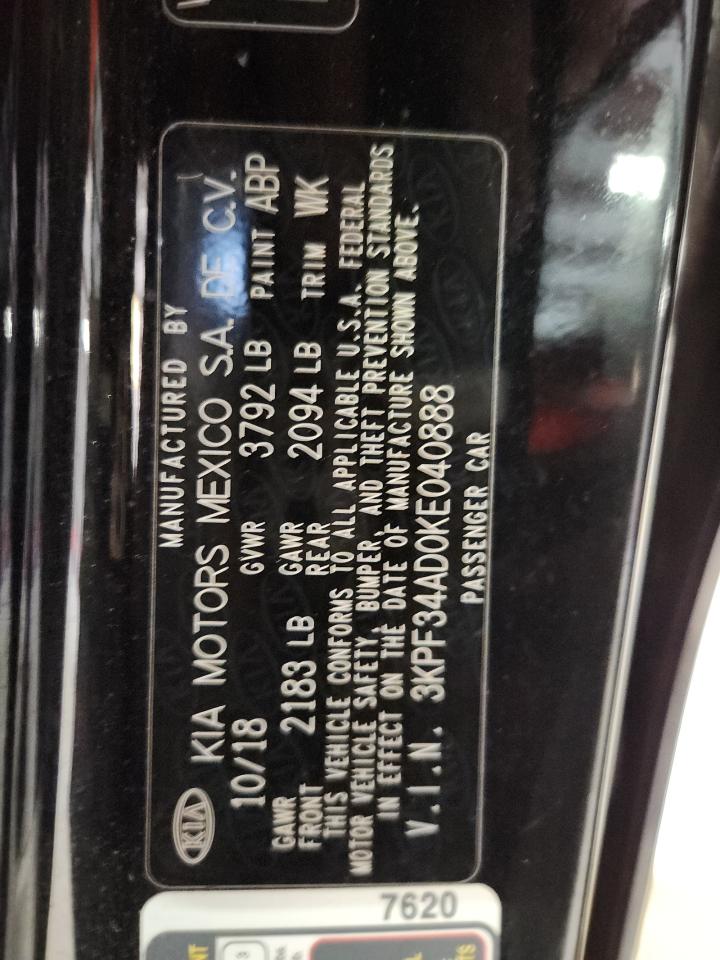 MANUFACTURED BY
KIA KIA MOTORS MEXICO S.A. DE C.V.
10/18 GVWR 3792 LB PAINT ABP
GAWR FRONT 2183 LB GAWR REAR 2094 LB TRIM WK
THIS VEHICLE CONFORMS TO ALL APPLICABLE U.S.A. FEDERAL
MOTOR VEHICLE SAFETY, BUMPER, AND THEFT PREVENTION STANDARDS
IN EFFECT ON THE DATE OF MANUFACTURE SHOWN ABOVE.
V.I.N. 3KPF34AD0KE040888
PASSENGER CAR
7620